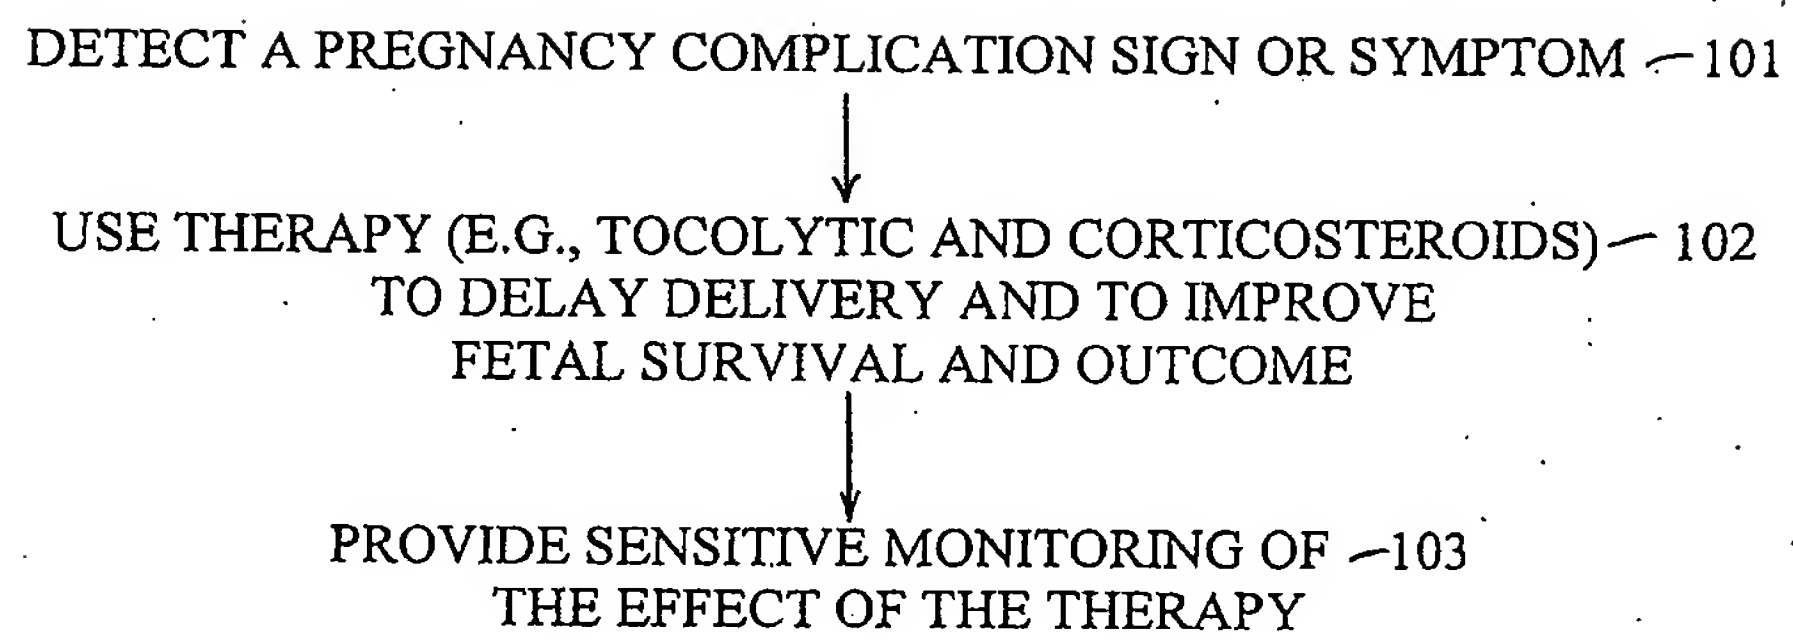 DETECT A PREGNANCY COMPLICATION SIGN OR SYMPTOM 101
USE THERAPY (E.G., TOCOLYTIC AND CORTICOSTEROIDS) 102
TO DELAY DELIVERY AND TO IMPROVE
FETAL SURVIVAL AND OUTCOME
PROVIDE SENSITIVE MONITORING OF 103
THE EFFECT OF THE THERAPY